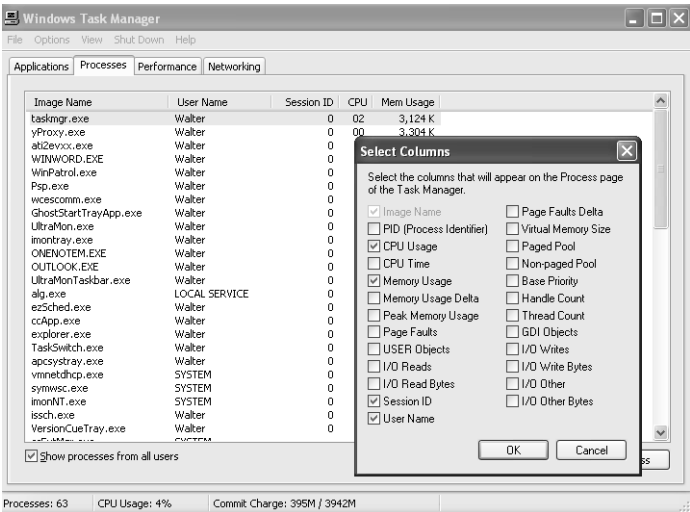 Windows Task Manager
File Options View Shut Down Help
Applications Processes Performance Networking
Image Name User Name Session ID CPU Mem Usage
taskmgr.exe Walter 0 02 3,124 K
yProxy.exe Walter 0 00 3,304 K
ati2evxx.exe Walter 0
WINWORD.EXE Walter 0
WinPatrol.exe Walter 0
Psp.exe Walter 0
wcescomm.exe Walter 0
GhostStartTrayApp.exe Walter 0
UltraMon.exe Walter 0
imontray.exe Walter 0
ONENOTEM.EXE Walter 0
OUTLOOK.EXE Walter 0
UltraMonTaskbar.exe Walter 0
alg.exe LOCAL SERVICE 0
ezSched.exe Walter 0
ccApp.exe Walter 0
explorer.exe Walter 0
TaskSwitch.exe Walter 0
apcsystray.exe Walter 0
vmnetdhcp.exe SYSTEM 0
symwsc.exe SYSTEM 0
imonNT.exe SYSTEM 0
issch.exe Walter 0
VersionCueTray.exe Walter 0
SYSTEM
Show processes from all users
Processes: 63 CPU Usage: 4% Commit Charge: 395M / 3942M
Select Columns
Select the columns that will appear on the Process page
of the Task Manager.
Image Name Page Faults Delta
PID (Process Identifier) Virtual Memory Size
CPU Usage Paged Pool
CPU Time Non-paged Pool
Memory Usage Base Priority
Memory Usage Delta Handle Count
Peak Memory Usage Thread Count
Page Faults GDI Objects
USER Objects I/O Writes
I/O Reads I/O Write Bytes
I/O Read Bytes I/O Other
Session ID I/O Other Bytes
User Name
OK Cancel